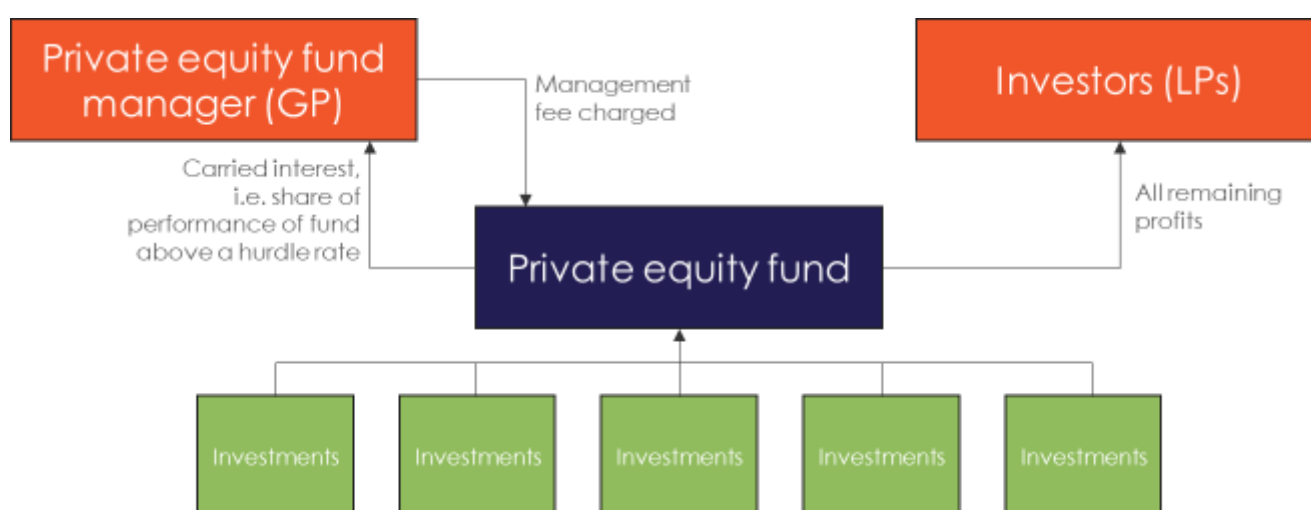 Private equity fund
manager (GP)
Management
fee charged
Investors (LPs)
Carried interest,
i.e. share of
performance of fund
above a hurdle rate
All remaining
profits
Private equity fund
Investments
Investments
Investments
Investments
Investments